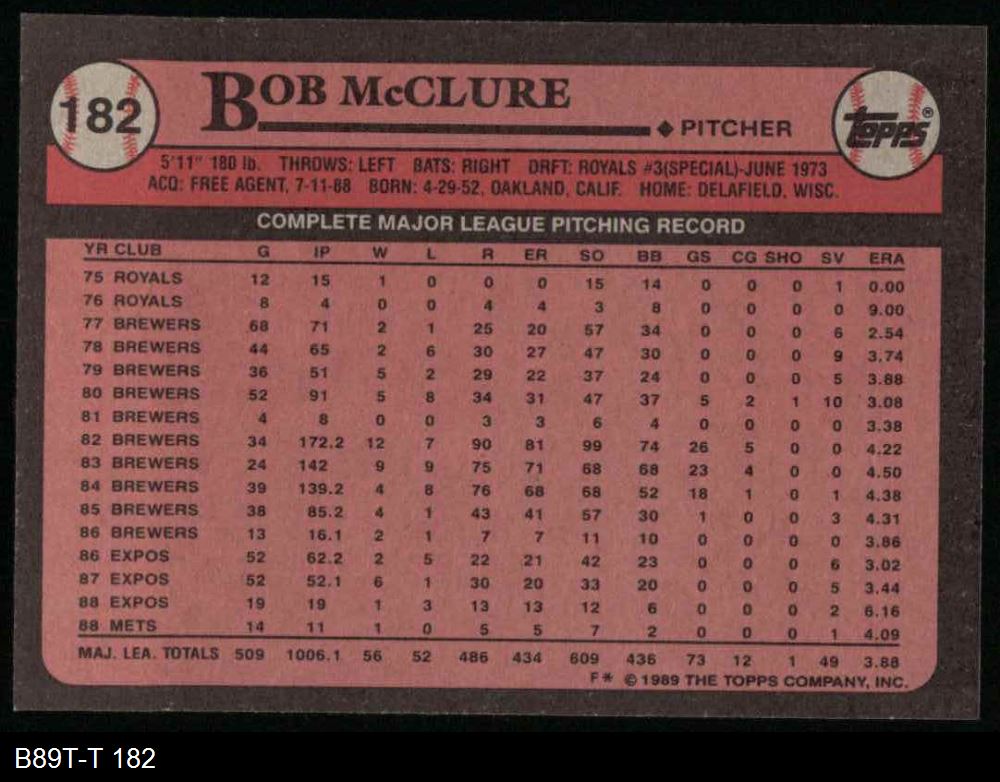 182
BOB McCLURE
PITCHER
TOPPS®
5'11" 180 lb. THROWS: LEFT BATS: RIGHT DRFT: ROYALS #3(SPECIAL)-JUNE 1973
ACQ: FREE AGENT, 7-11-88 BORN: 4-29-52, OAKLAND, CALIF. HOME: DELAFIELD, WISC.
COMPLETE MAJOR LEAGUE PITCHING RECORD
YR CLUB G IP W L R ER SO BB GS CG SHO SV ERA
75 ROYALS 12 15 1 0 0 0 15 14 0 0 0 1 0.00
76 ROYALS 8 4 0 0 4 4 3 8 0 0 0 0 9.00
77 BREWERS 68 71 2 1 25 20 57 34 0 0 0 6 2.54
78 BREWERS 44 65 2 6 30 27 47 30 0 0 0 9 3.74
79 BREWERS 36 51 5 2 29 22 37 24 0 0 0 5 3.88
80 BREWERS 52 91 5 8 34 31 47 37 5 2 1 10 3.08
81 BREWERS 4 8 0 0 3 3 6 4 0 0 0 0 3.38
82 BREWERS 34 172.2 12 7 90 81 99 74 26 5 0 0 4.22
83 BREWERS 24 142 9 9 75 71 68 68 23 4 0 0 4.50
84 BREWERS 39 139.2 4 8 76 68 68 52 18 1 0 1 4.38
85 BREWERS 38 85.2 4 1 43 41 57 30 1 0 0 3 4.31
86 BREWERS 13 16.1 2 1 7 7 11 10 0 0 0 0 3.86
86 EXPOS 52 62.2 2 5 22 21 42 23 0 0 0 6 3.02
87 EXPOS 52 52.1 6 1 30 20 33 20 0 0 0 5 3.44
88 EXPOS 19 19 1 3 13 13 12 6 0 0 0 2 6.16
88 METS 14 11 1 0 5 5 7 2 0 0 0 1 4.09
MAJ. LEA. TOTALS 509 1006.1 56 52 486 434 609 436 73 12 1 49 3.88
F* © 1989 THE TOPPS COMPANY, INC.
B89T-T 182